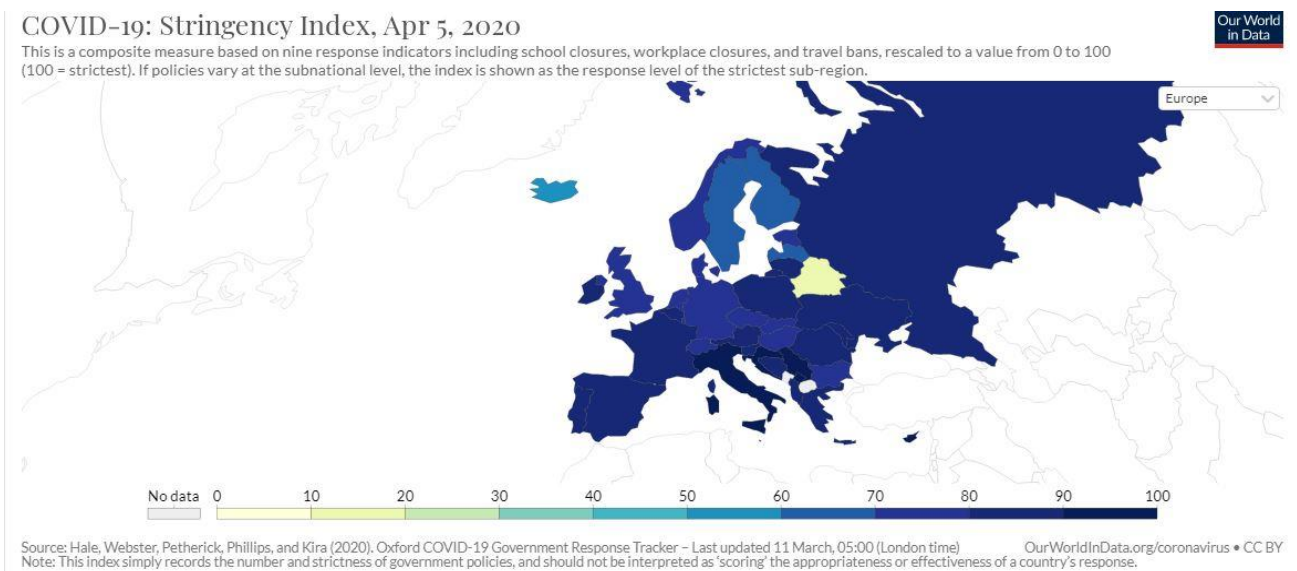 COVID-19: Stringency Index, Apr 5, 2020
Our World
in Data
This is a composite measure based on nine response indicators including school closures, workplace closures, and travel bans, rescaled to a value from 0 to 100
(100 = strictest). If policies vary at the subnational level, the index is shown as the response level of the strictest sub-region.
Europe
No data 0 10 20 30 40 50 60 70 80 90 100
Source: Hale, Webster, Petherick, Phillips, and Kira (2020). Oxford COVID-19 Government Response Tracker – Last updated 11 March, 05:00 (London time) OurWorldInData.org/coronavirus • CC BY
Note: This index simply records the number and strictness of government policies, and should not be interpreted as 'scoring' the appropriateness or effectiveness of a country's response.